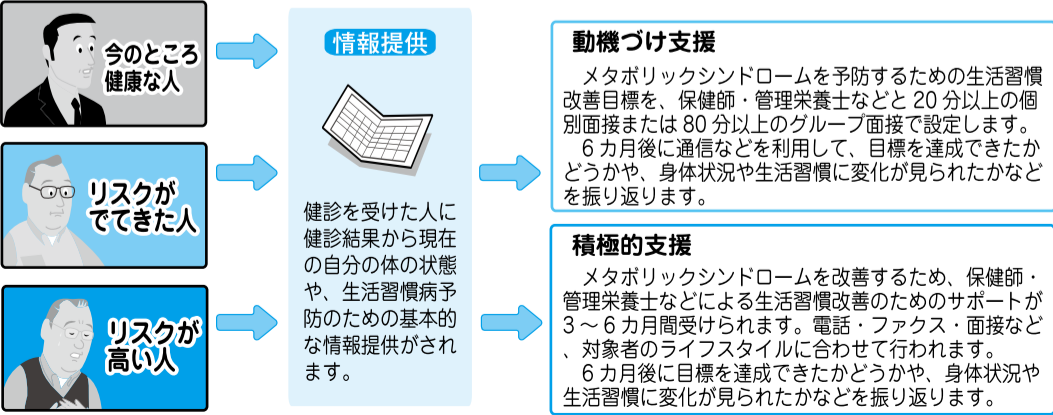 今のところ
健康な人
リスクが
でてきた人
リスクが
高い人
情報提供
健診を受けた人に
健診結果から現在
の自分の体の状態
や、生活習慣病予
防のための基本的
な情報提供がされ
ます。
動機づけ支援
メタボリックシンドロームを予防するための生活習慣
改善目標を、保健師・管理栄養士などと 20 分以上の個
別面接または 80 分以上のグループ面接で設定します。
6 カ月後に通信などを利用して、目標を達成できたか
どうかや、身体状況や生活習慣に変化が見られたかなど
を振り返ります。
積極的支援
メタボリックシンドロームを改善するため、保健師・
管理栄養士などによる生活習慣改善のためのサポートが
3 ～ 6 カ月間受けられます。電話・ファクス・面接など
、対象者のライフスタイルに合わせて行われます。
6 カ月後に目標を達成できたかどうかや、身体状況や
生活習慣に変化が見られたかなどを振り返ります。